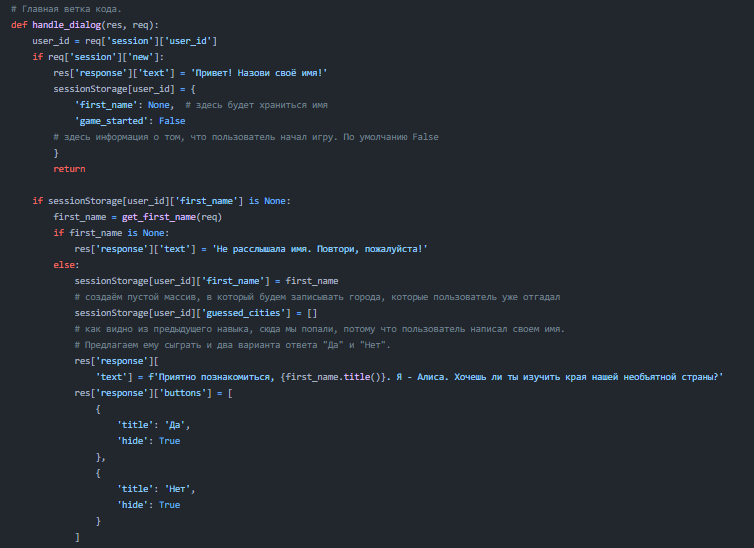 # Главная ветка кода.
def handle_dialog(res, req):
    user_id = req['session']['user_id']
    if req['session']['new']:
        res['response']['text'] = 'Привет! Назови своё имя!'
        sessionStorage[user_id] = {
            'first_name': None,  # здесь будет храниться имя
            'game_started': False
        # здесь информация о том, что пользователь начал игру. По умолчанию False
        }
        return

    if sessionStorage[user_id]['first_name'] is None:
        first_name = get_first_name(req)
        if first_name is None:
            res['response']['text'] = 'Не расслышала имя. Повтори, пожалуйста!'
        else:
            sessionStorage[user_id]['first_name'] = first_name
            # создаём пустой массив, в который будем записывать города, которые пользователь уже отгадал
            sessionStorage[user_id]['guessed_cities'] = []
            # как видно из предыдущего навыка, сюда мы попали, потому что пользователь написал своем имя.
            # Предлагаем ему сыграть и два варианта ответа "Да" и "Нет".
            res['response'][
                'text'] = f'Приятно познакомиться, {first_name.title()}. Я - Алиса. Хочешь ли ты изучить края нашей необъятной страны?'
            res['response']['buttons'] = [
                {
                    'title': 'Да',
                    'hide': True
                },
                {
                    'title': 'Нет',
                    'hide': True
                }
            ]